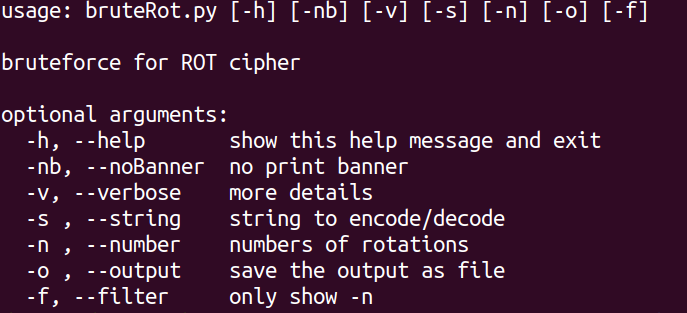 usage: bruteRot.py [-h] [-nb] [-v] [-s] [-n] [-o] [-f]
bruteforce for ROT cipher
optional arguments:
-h, --help show this help message and exit
-nb, --noBanner no print banner
-v, --verbose more details
-s , --string string to encode/decode
-n , --number numbers of rotations
-o , --output save the output as file
-f, --filter only show -n